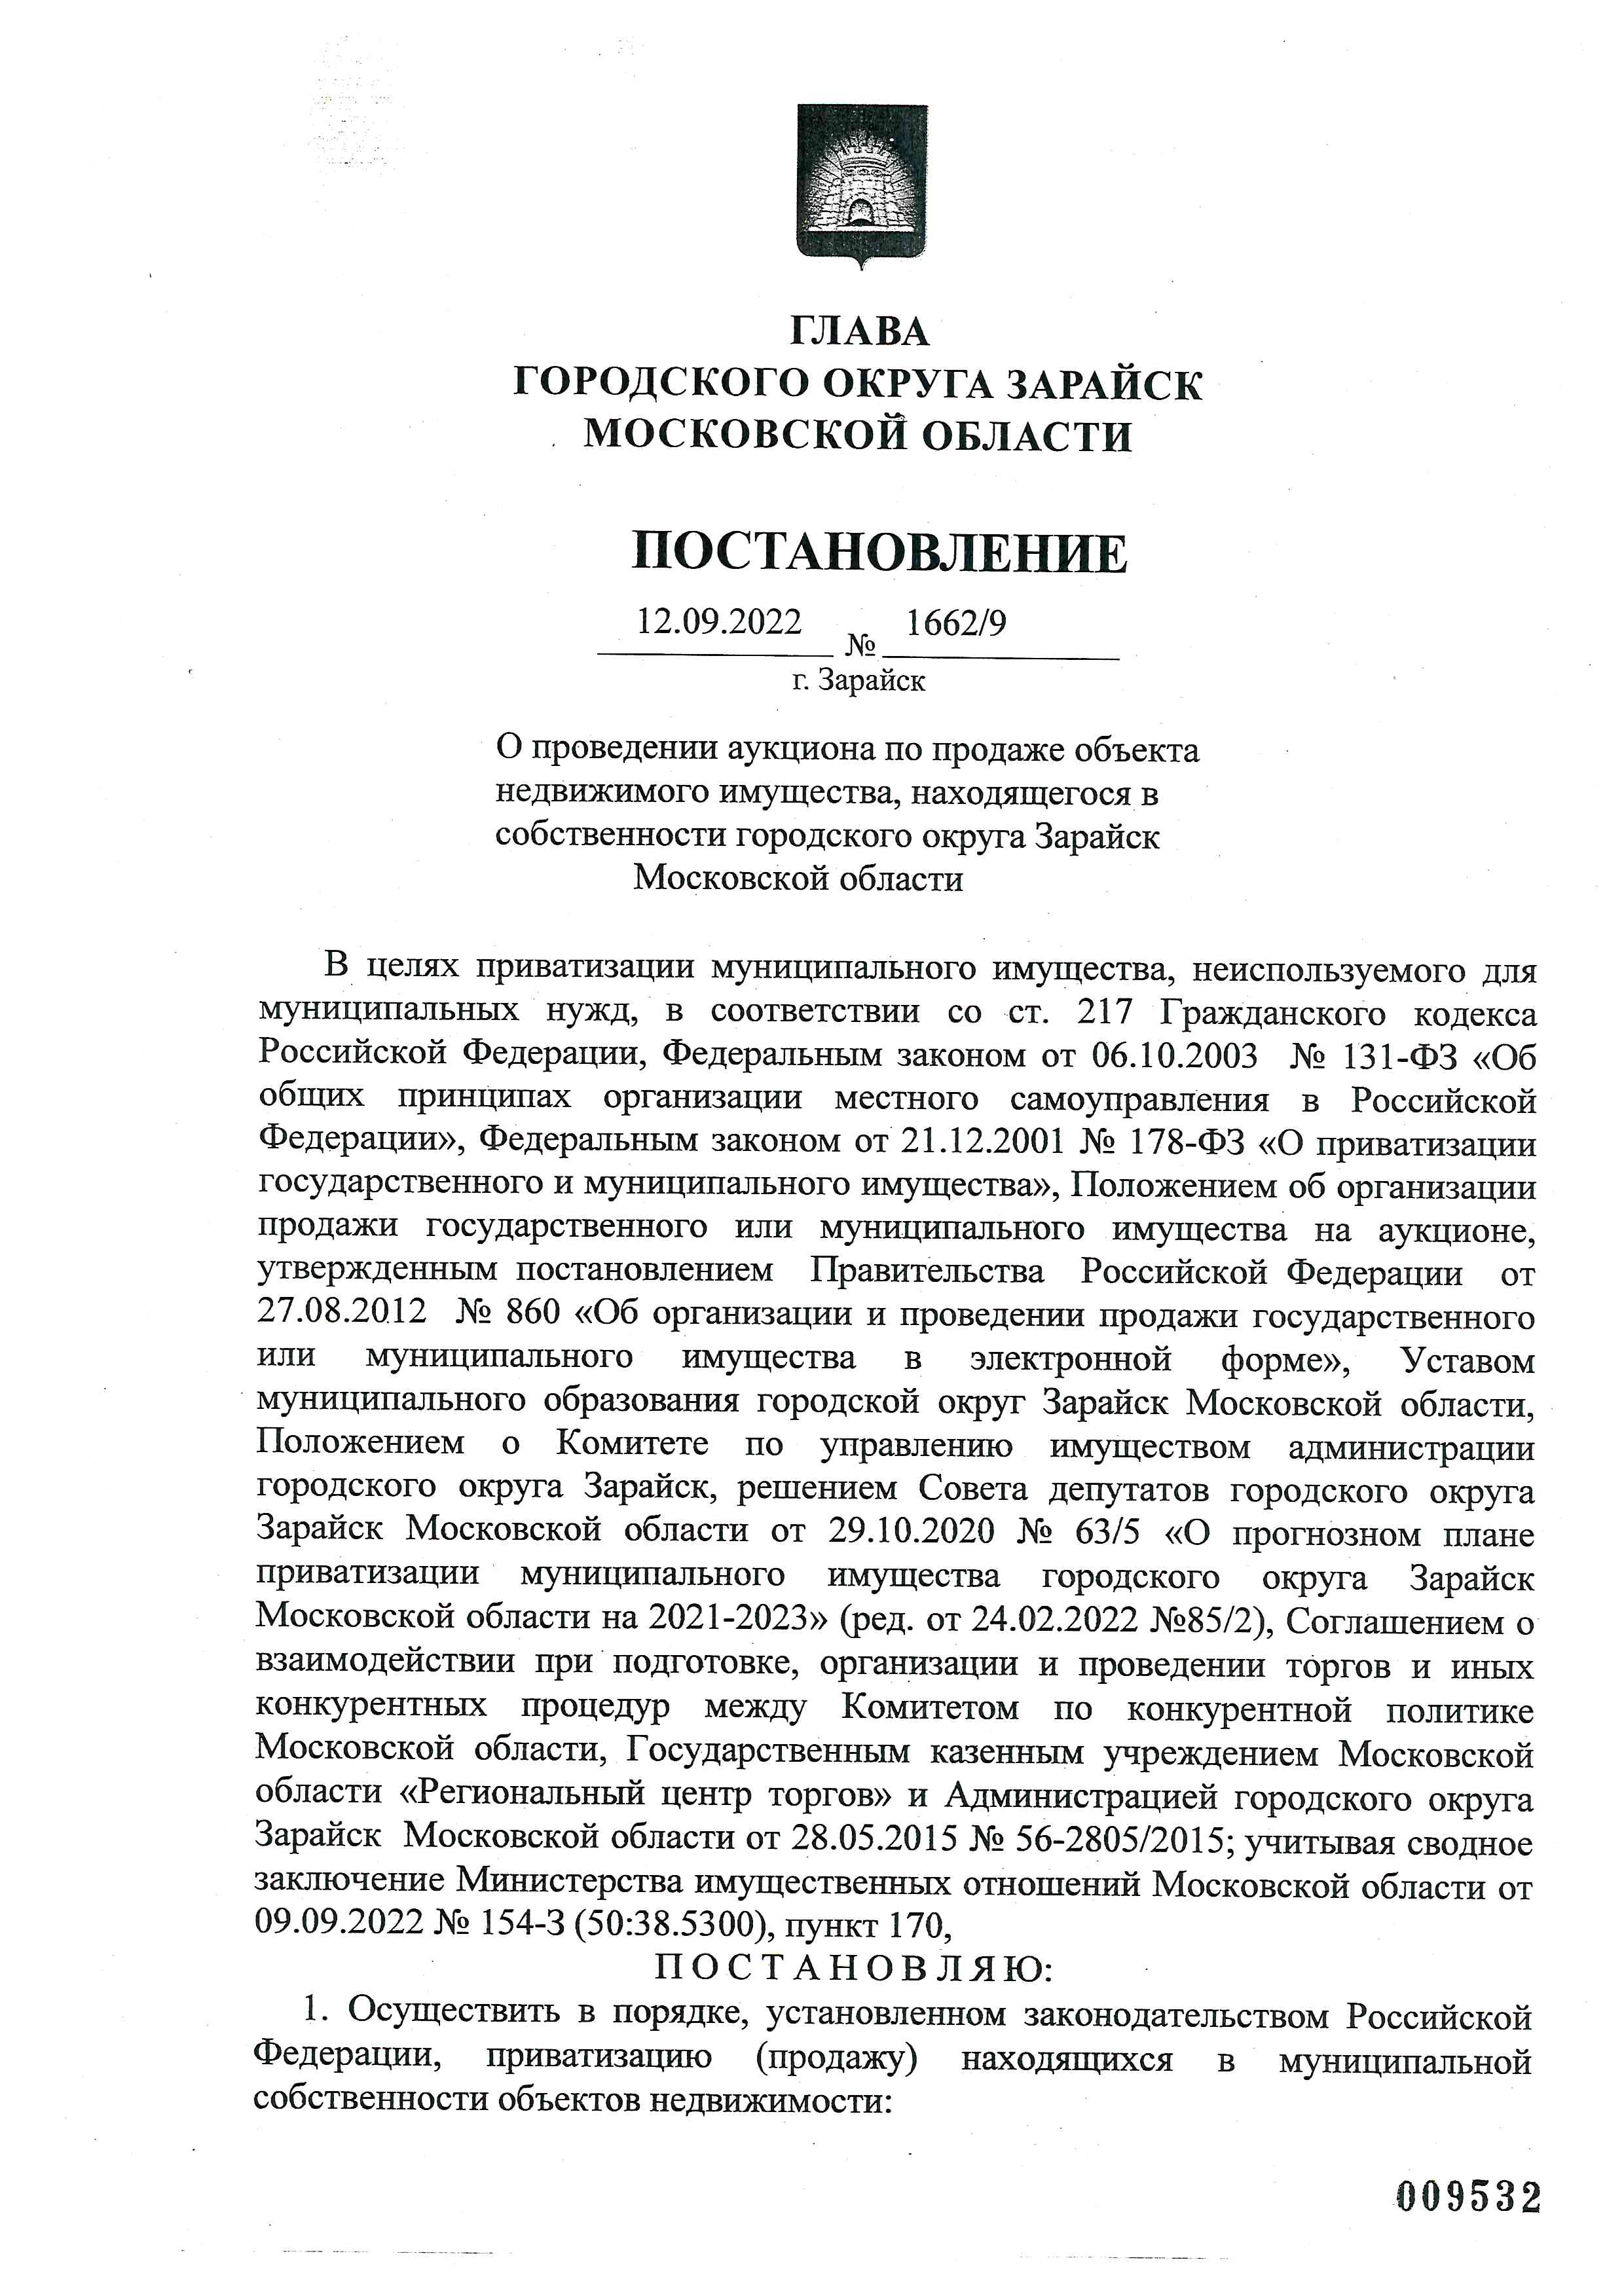 ГЛАВА
ГОРОДСКОГО ОКРУГА ЗАРАЙСК
МОСКОВСКОЙ ОБЛАСТИ
ПОСТАНОВЛЕНИЕ
12.09.2022 № 1662/9
г. Зарайск
О проведении аукциона по продаже объекта
недвижимого имущества, находящегося в
собственности городского округа Зарайск
Московской области
В целях приватизации муниципального имущества, неиспользуемого для
муниципальных нужд, в соответствии со ст. 217 Гражданского кодекса
Российской Федерации, Федеральным законом от 06.10.2003 № 131-ФЗ «Об
общих принципах организации местного самоуправления в Российской
Федерации», Федеральным законом от 21.12.2001 № 178-ФЗ «О приватизации
государственного и муниципального имущества», Положением об организации
продажи государственного или муниципального имущества на аукционе,
утвержденным постановлением Правительства Российской Федерации от
27.08.2012 № 860 «Об организации и проведении продажи государственного
или муниципального имущества в электронной форме», Уставом
муниципального образования городской округ Зарайск Московской области,
Положением о Комитете по управлению имуществом администрации
городского округа Зарайск, решением Совета депутатов городского округа
Зарайск Московской области от 29.10.2020 № 63/5 «О прогнозном плане
приватизации муниципального имущества городского округа Зарайск
Московской области на 2021-2023» (ред. от 24.02.2022 №85/2), Соглашением о
взаимодействии при подготовке, организации и проведении торгов и иных
конкурентных процедур между Комитетом по конкурентной политике
Московской области, Государственным казенным учреждением Московской
области «Региональный центр торгов» и Администрацией городского округа
Зарайск Московской области от 28.05.2015 № 56-2805/2015; учитывая сводное
заключение Министерства имущественных отношений Московской области от
09.09.2022 № 154-З (50:38.5300), пункт 170,
П О С Т А Н О В Л Я Ю:
1. Осуществить в порядке, установленном законодательством Российской
Федерации, приватизацию (продажу) находящихся в муниципальной
собственности объектов недвижимости:
009532